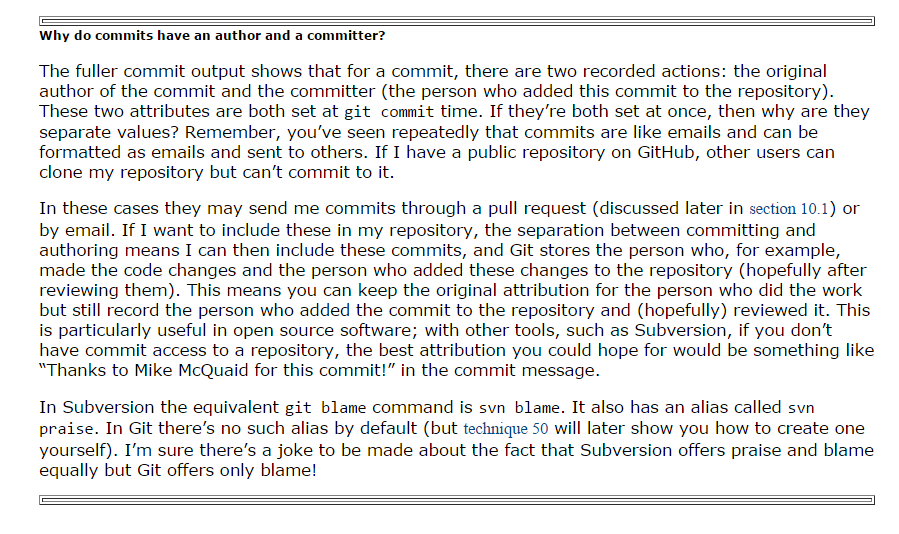 Why do commits have an author and a committer?
The fuller commit output shows that for a commit, there are two recorded actions: the original
author of the commit and the committer (the person who added this commit to the repository).
These two attributes are both set at git commit time. If they’re both set at once, then why are they
separate values? Remember, you’ve seen repeatedly that commits are like emails and can be
formatted as emails and sent to others. If I have a public repository on GitHub, other users can
clone my repository but can’t commit to it.
In these cases they may send me commits through a pull request (discussed later in section 10.1) or
by email. If I want to include these in my repository, the separation between committing and
authoring means I can then include these commits, and Git stores the person who, for example,
made the code changes and the person who added these changes to the repository (hopefully after
reviewing them). This means you can keep the original attribution for the person who did the work
but still record the person who added the commit to the repository and (hopefully) reviewed it. This
is particularly useful in open source software; with other tools, such as Subversion, if you don’t
have commit access to a repository, the best attribution you could hope for would be something like
“Thanks to Mike McQuaid for this commit!” in the commit message.
In Subversion the equivalent git blame command is svn blame. It also has an alias called svn
praise. In Git there’s no such alias by default (but technique 50 will later show you how to create one
yourself). I’m sure there’s a joke to be made about the fact that Subversion offers praise and blame
equally but Git offers only blame!